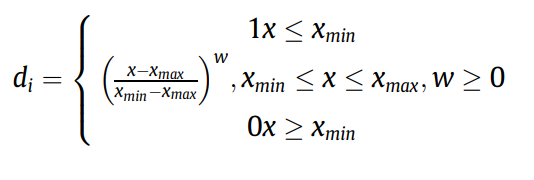 1x ≤ x_min
d_i = { ((x−x_max)/(x_min−x_max))^w, x_min ≤ x ≤ x_max, w ≥ 0
0x ≥ x_min